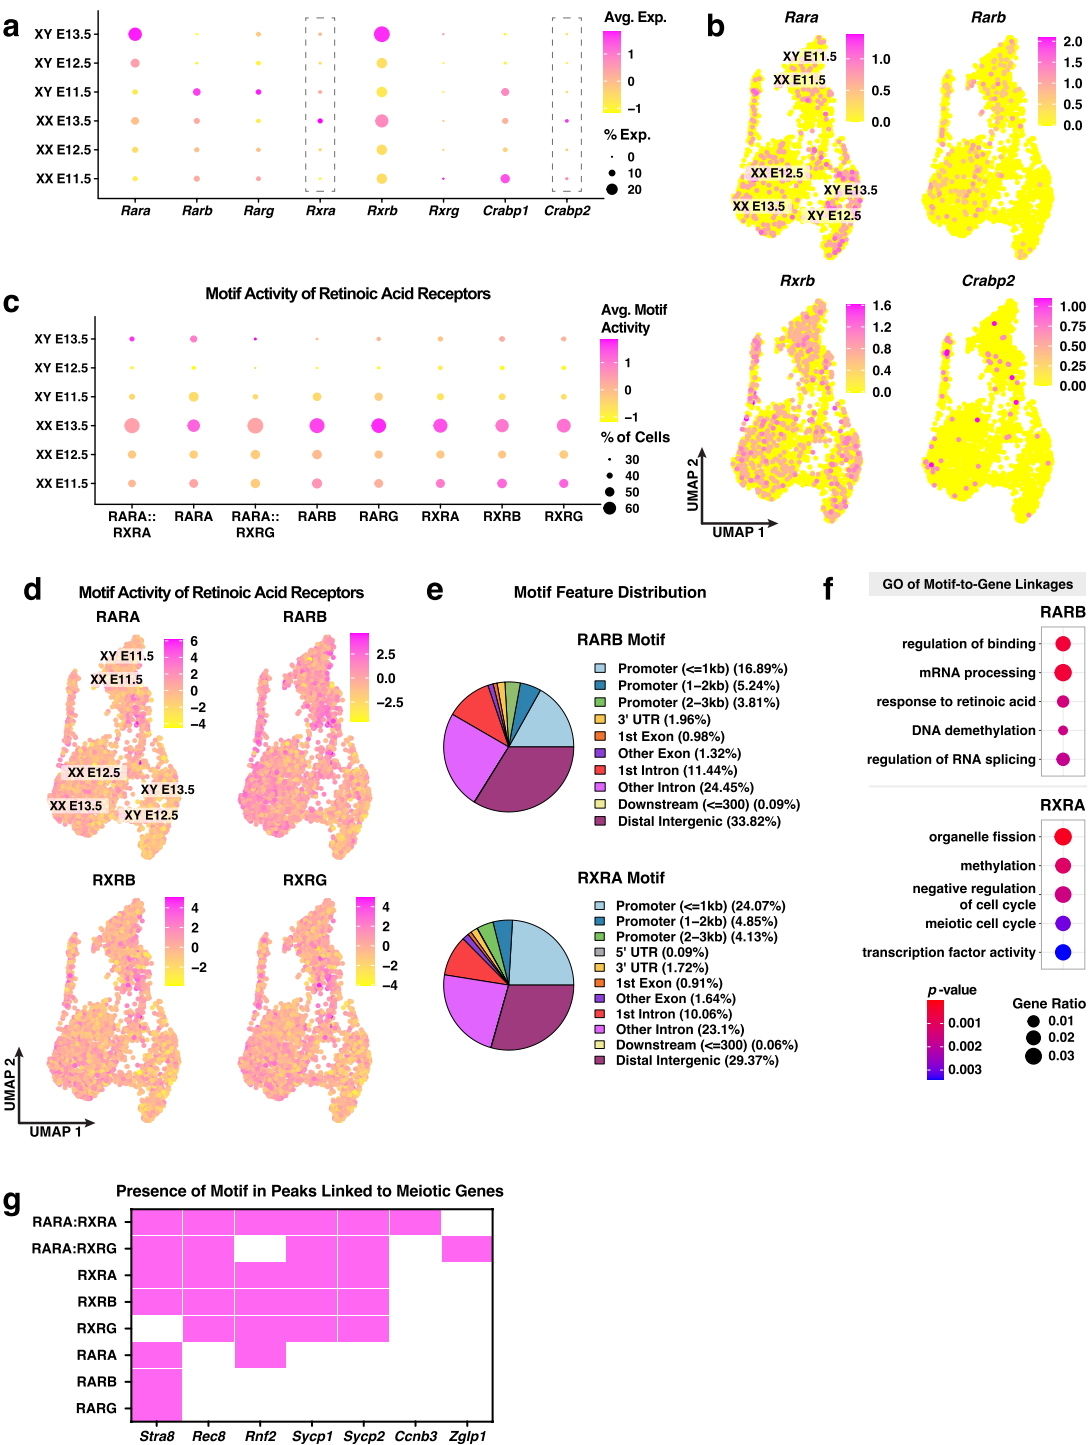 a
XY E13.5
XY E12.5
XY E11.5
XX E13.5
XX E12.5
XX E11.5
Rara Rarb Rarg Rxra Rxrb Rxrg Crabp1 Crabp2
Avg. Exp.
1
0
−1
% Exp.
0
10
20
b
Rara
XY E11.5
XX E11.5
XX E12.5
XY E13.5
XX E13.5
XY E12.5
1.0
0.5
0.0
Rarb
2.0
1.5
1.0
0.5
0.0
Rxrb
1.6
1.2
0.8
0.4
0.0
Crabp2
1.00
0.75
0.50
0.25
0.00
UMAP 2
UMAP 1
c
Motif Activity of Retinoic Acid Receptors
XY E13.5
XY E12.5
XY E11.5
XX E13.5
XX E12.5
XX E11.5
RARA:: RARA RARA:: RARB RARG RXRA RXRB RXRG
RXRA RXRG
Avg. Motif
Activity
1
0
−1
% of Cells
30
40
50
60
d
Motif Activity of Retinoic Acid Receptors
RARA
XY E11.5
XX E11.5
XX E12.5
XY E13.5
XX E13.5
XY E12.5
6
4
2
0
−2
−4
RARB
2.5
0.0
−2.5
RXRB
4
2
0
−2
RXRG
4
2
0
−2
−4
UMAP 2
UMAP 1
e
Motif Feature Distribution
RARB Motif
Promoter (<=1kb) (16.89%)
Promoter (1−2kb) (5.24%)
Promoter (2−3kb) (3.81%)
3' UTR (1.96%)
1st Exon (0.98%)
Other Exon (1.32%)
1st Intron (11.44%)
Other Intron (24.45%)
Downstream (<=300) (0.09%)
Distal Intergenic (33.82%)
RXRA Motif
Promoter (<=1kb) (24.07%)
Promoter (1−2kb) (4.85%)
Promoter (2−3kb) (4.13%)
5' UTR (0.09%)
3' UTR (1.72%)
1st Exon (0.91%)
Other Exon (1.64%)
1st Intron (10.06%)
Other Intron (23.1%)
Downstream (<=300) (0.06%)
Distal Intergenic (29.37%)
f
GO of Motif-to-Gene Linkages
RARB
regulation of binding
mRNA processing
response to retinoic acid
DNA demethylation
regulation of RNA splicing
RXRA
organelle fission
methylation
negative regulation
of cell cycle
meiotic cell cycle
transcription factor activity
p-value
0.001
0.002
0.003
Gene Ratio
0.01
0.02
0.03
g
Presence of Motif in Peaks Linked to Meiotic Genes
RARA:RXRA
RARA:RXRG
RXRA
RXRB
RXRG
RARA
RARB
RARG
Stra8 Rec8 Rnf2 Sycp1 Sycp2 Ccnb3 Zglp1